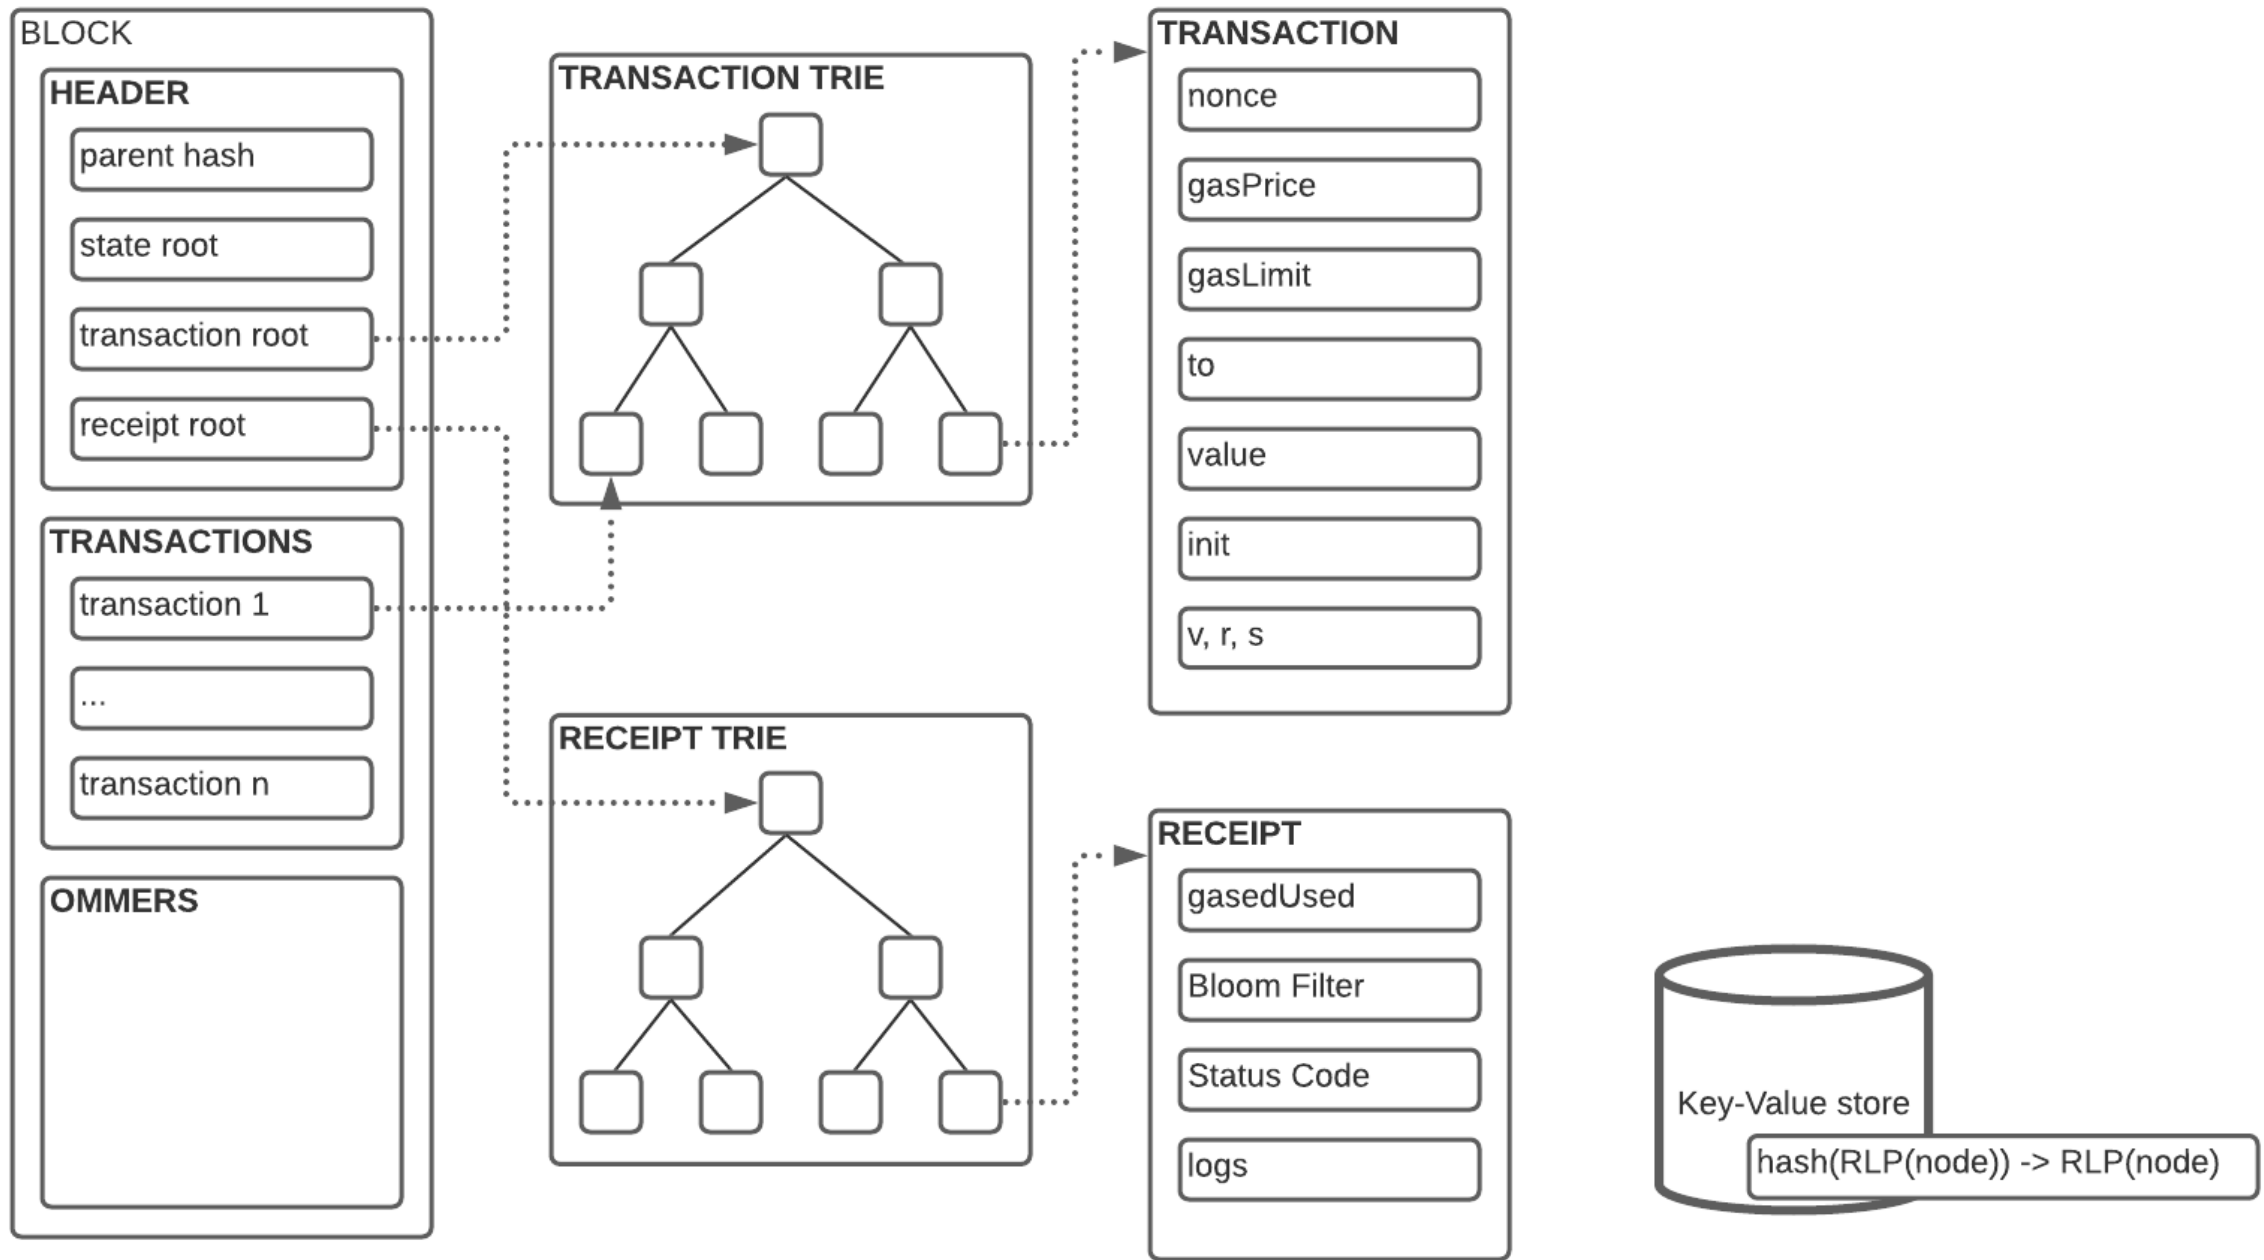 BLOCK
HEADER
parent hash
state root
transaction root
receipt root
TRANSACTIONS
transaction 1
...
transaction n
OMMERS
TRANSACTION TRIE
RECEIPT TRIE
TRANSACTION
nonce
gasPrice
gasLimit
to
value
init
v, r, s
RECEIPT
gasedUsed
Bloom Filter
Status Code
logs
Key-Value store
hash(RLP(node)) -> RLP(node)